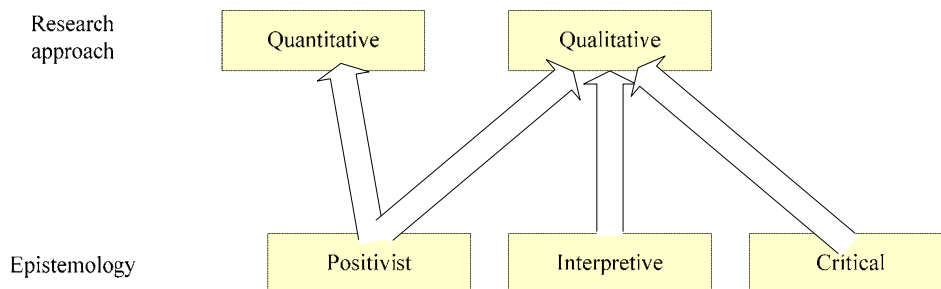 Research
approach
Quantitative
Qualitative
Epistemology
Positivist
Interpretive
Critical